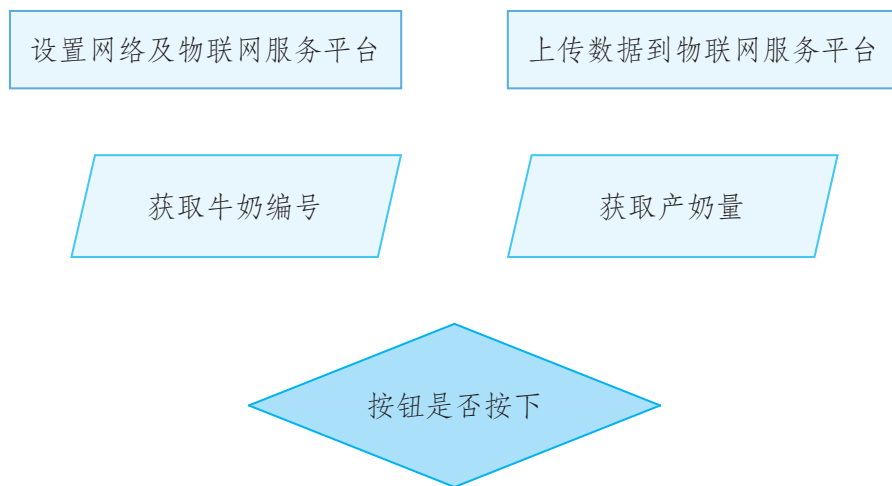 设置网络及物联网服务平台
上传数据到物联网服务平台
获取牛奶编号
获取产奶量
按钮是否按下